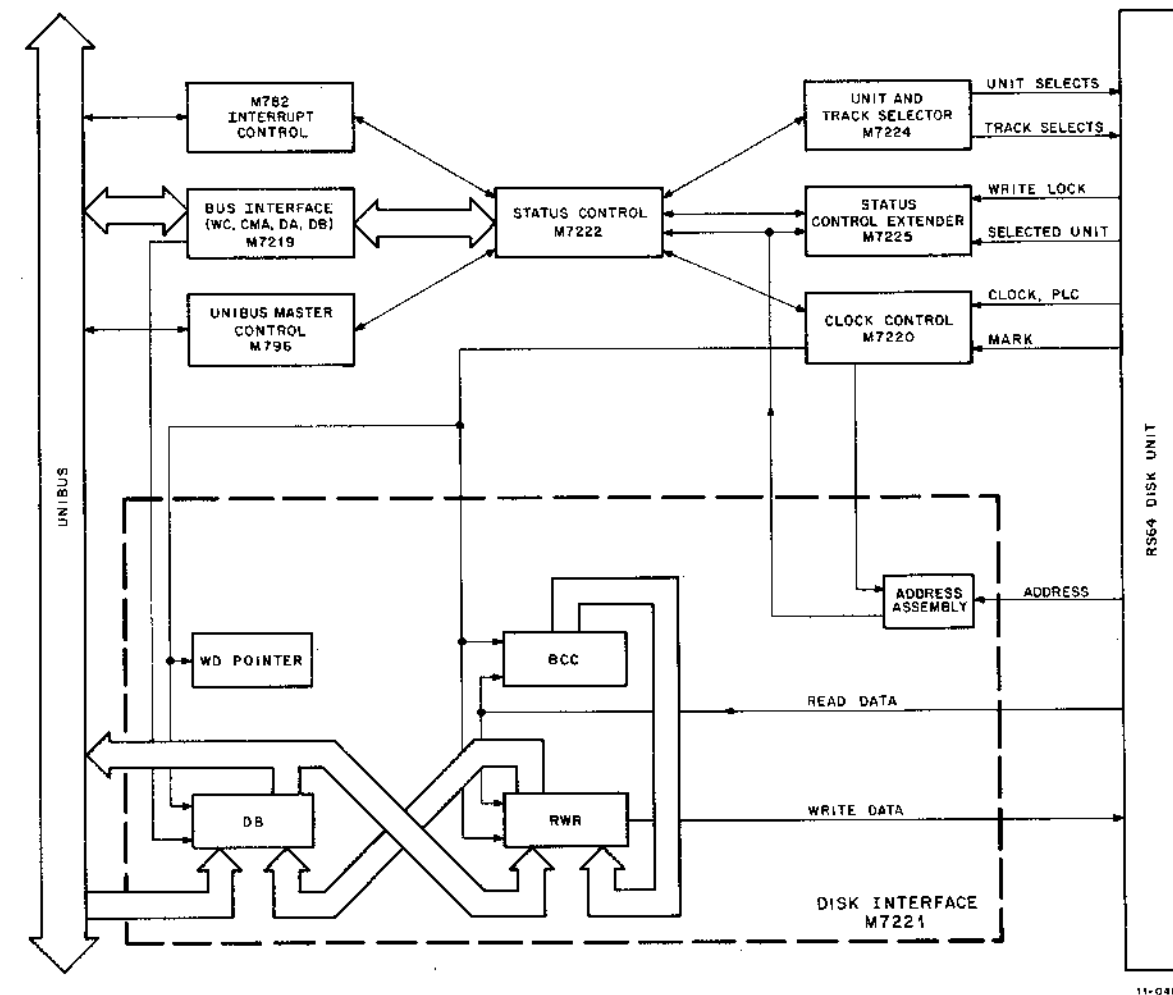 M782
INTERRUPT
CONTROL
UNIT AND
TRACK SELECTOR
M7224
UNIT SELECTS
TRACK SELECTS
BUS INTERFACE
(WC, CMA, DA, DB)
M7219
STATUS CONTROL
M7222
STATUS
CONTROL EXTENDER
M7225
WRITE LOCK
SELECTED UNIT
UNIBUS MASTER
CONTROL
M796
CLOCK CONTROL
M7220
CLOCK, PLC
MARK
UNIBUS
RS64 DISK UNIT
ADDRESS
ASSEMBLY
ADDRESS
WD POINTER
BCC
READ DATA
DB
RWR
WRITE DATA
DISK INTERFACE
M7221